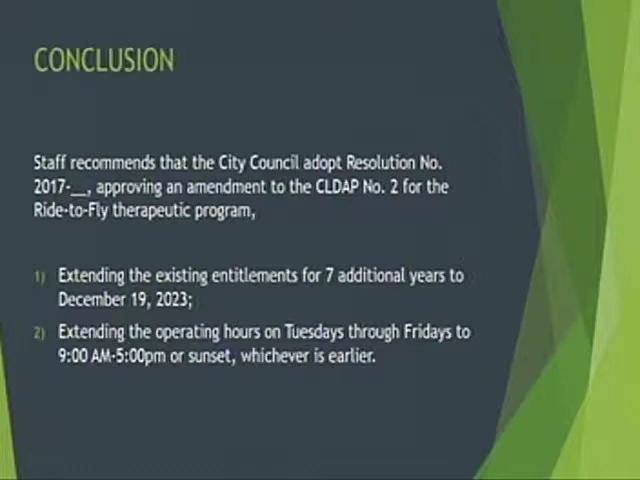 CONCLUSION
Staff recommends that the City Council adopt Resolution No.
2017-__, approving an amendment to the CLDAP No. 2 for the
Ride-to-Fly therapeutic program,
1) Extending the existing entitlements for 7 additional years to
December 19, 2023;
2) Extending the operating hours on Tuesdays through Fridays to
9:00 AM-5:00pm or sunset, whichever is earlier.